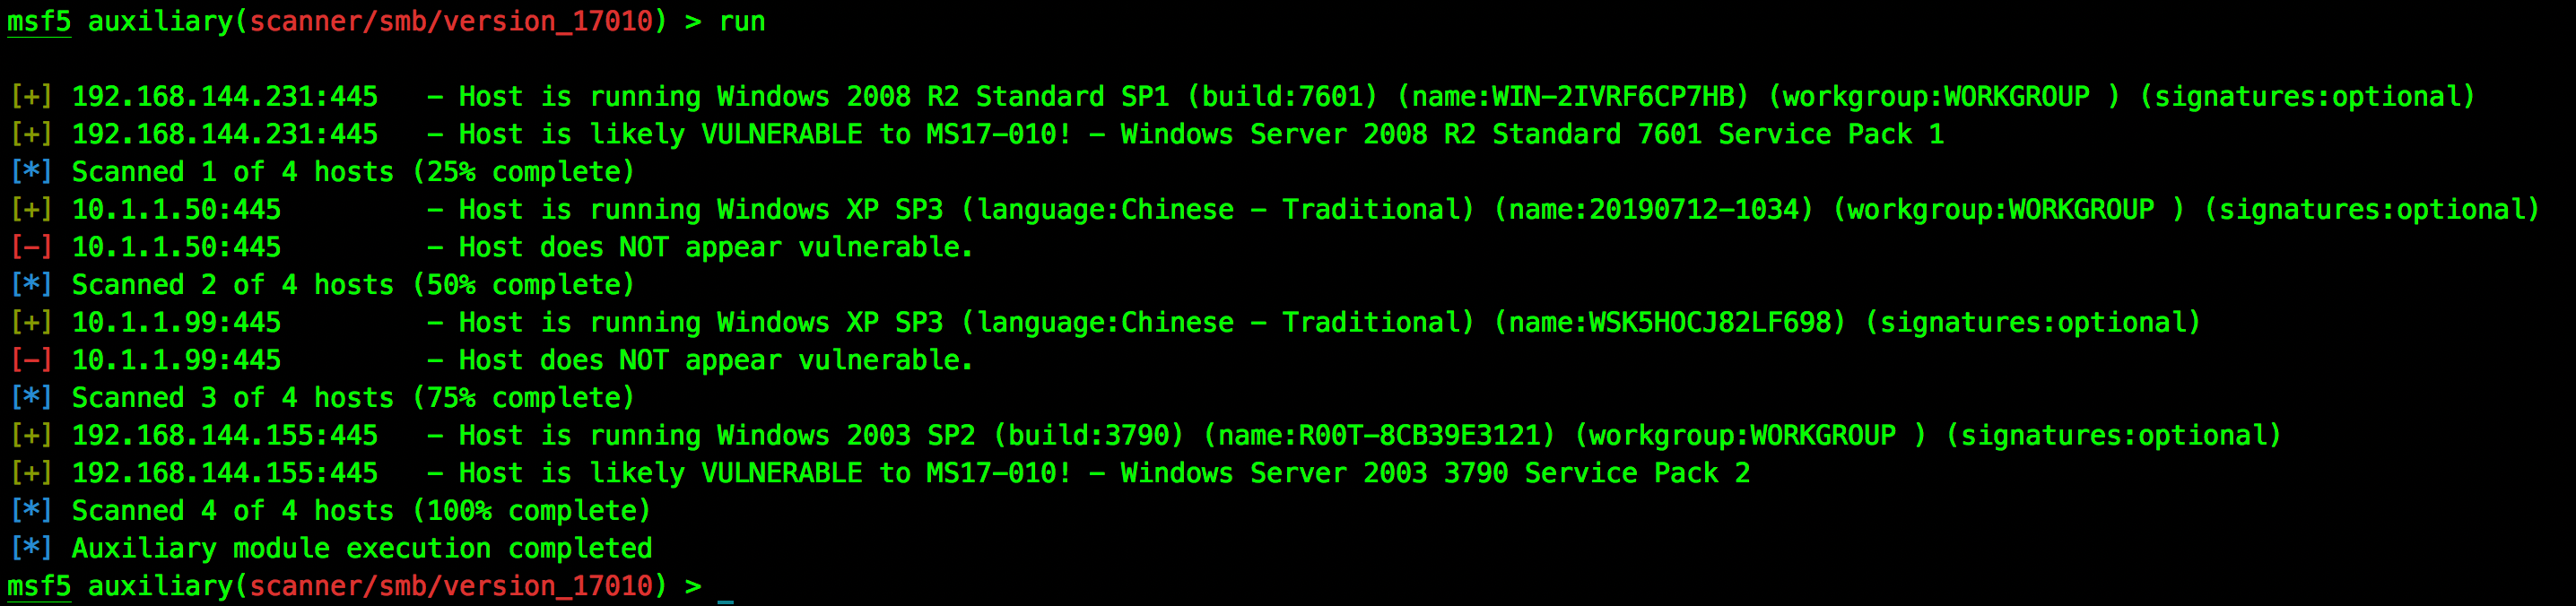 msf5 auxiliary(scanner/smb/version_17010) > run
[+] 192.168.144.231:445   – Host is running Windows 2008 R2 Standard SP1 (build:7601) (name:WIN-2IVRF6CP7HB) (workgroup:WORKGROUP ) (signatures:optional)
[+] 192.168.144.231:445   – Host is likely VULNERABLE to MS17-010! – Windows Server 2008 R2 Standard 7601 Service Pack 1
[*] Scanned 1 of 4 hosts (25% complete)
[+] 10.1.1.50:445         – Host is running Windows XP SP3 (language:Chinese – Traditional) (name:20190712-1034) (workgroup:WORKGROUP ) (signatures:optional)
[-] 10.1.1.50:445         – Host does NOT appear vulnerable.
[*] Scanned 2 of 4 hosts (50% complete)
[+] 10.1.1.99:445         – Host is running Windows XP SP3 (language:Chinese – Traditional) (name:WSK5HOCJ82LF698) (signatures:optional)
[-] 10.1.1.99:445         – Host does NOT appear vulnerable.
[*] Scanned 3 of 4 hosts (75% complete)
[+] 192.168.144.155:445   – Host is running Windows 2003 SP2 (build:3790) (name:R00T-8CB39E3121) (workgroup:WORKGROUP ) (signatures:optional)
[+] 192.168.144.155:445   – Host is likely VULNERABLE to MS17-010! – Windows Server 2003 3790 Service Pack 2
[*] Scanned 4 of 4 hosts (100% complete)
[*] Auxiliary module execution completed
msf5 auxiliary(scanner/smb/version_17010) > _